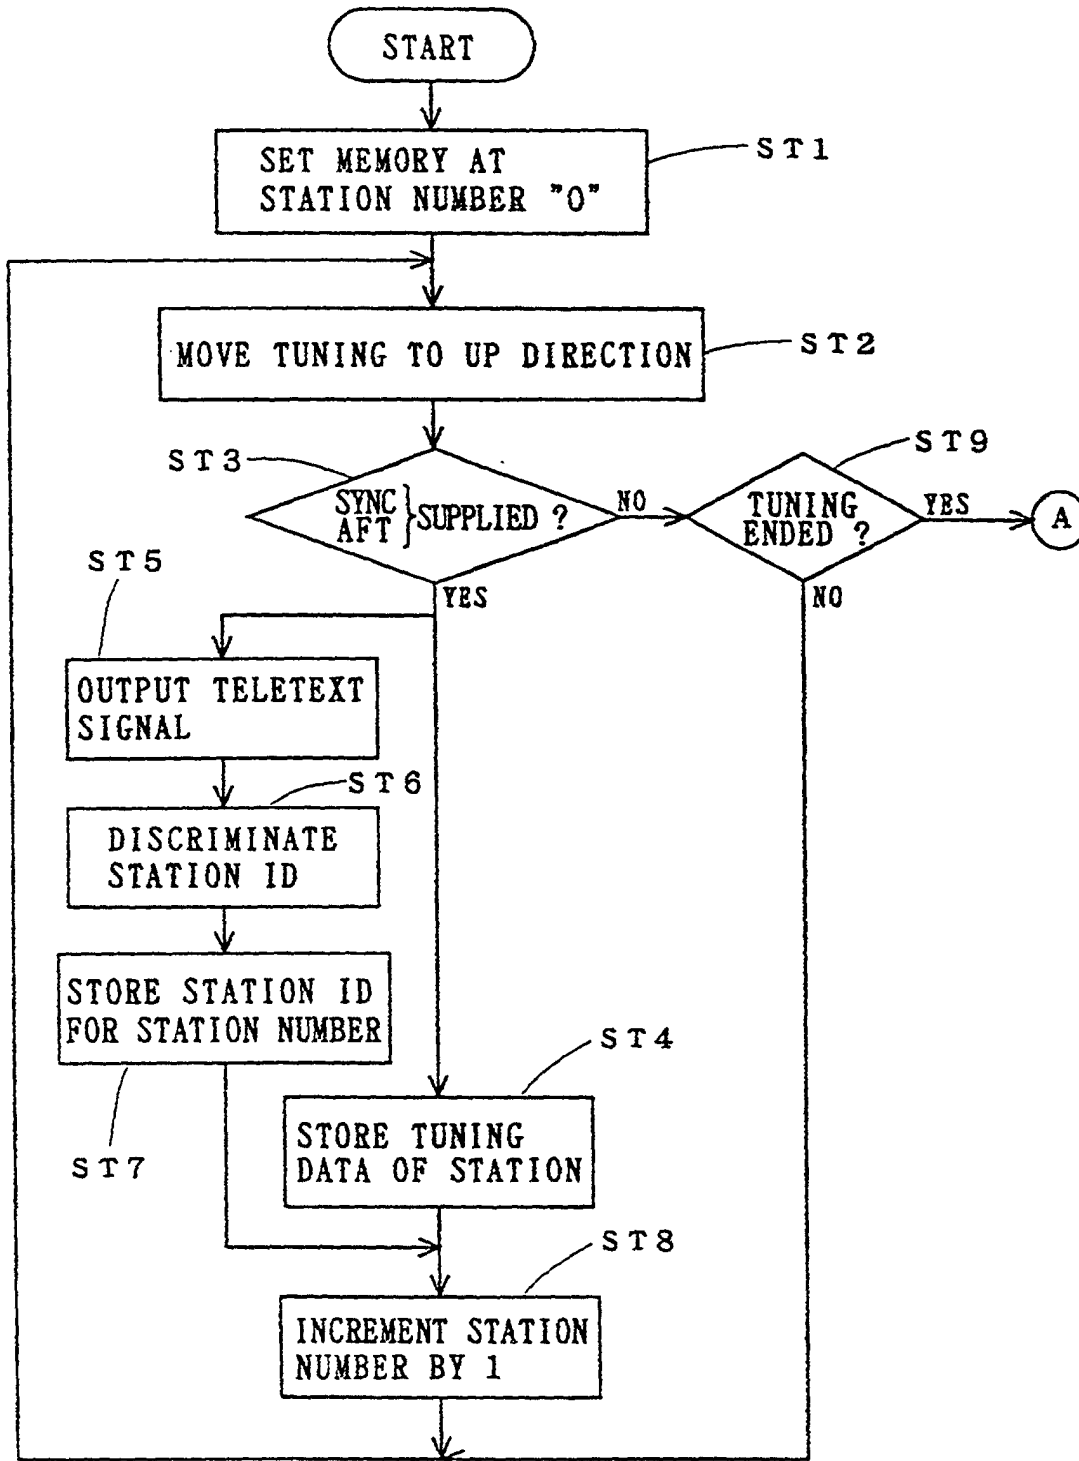 START
SET MEMORY AT
STATION NUMBER "0"
ST1
MOVE TUNING TO UP DIRECTION
ST2
ST3
SYNC
AFT
SUPPLIED ?
NO
ST9
TUNING
ENDED ?
YES
A
ST5
YES
NO
OUTPUT TELETEXT
SIGNAL
ST6
DISCRIMINATE
STATION ID
STORE STATION ID
FOR STATION NUMBER
ST7
ST4
STORE TUNING
DATA OF STATION
ST8
INCREMENT STATION
NUMBER BY 1